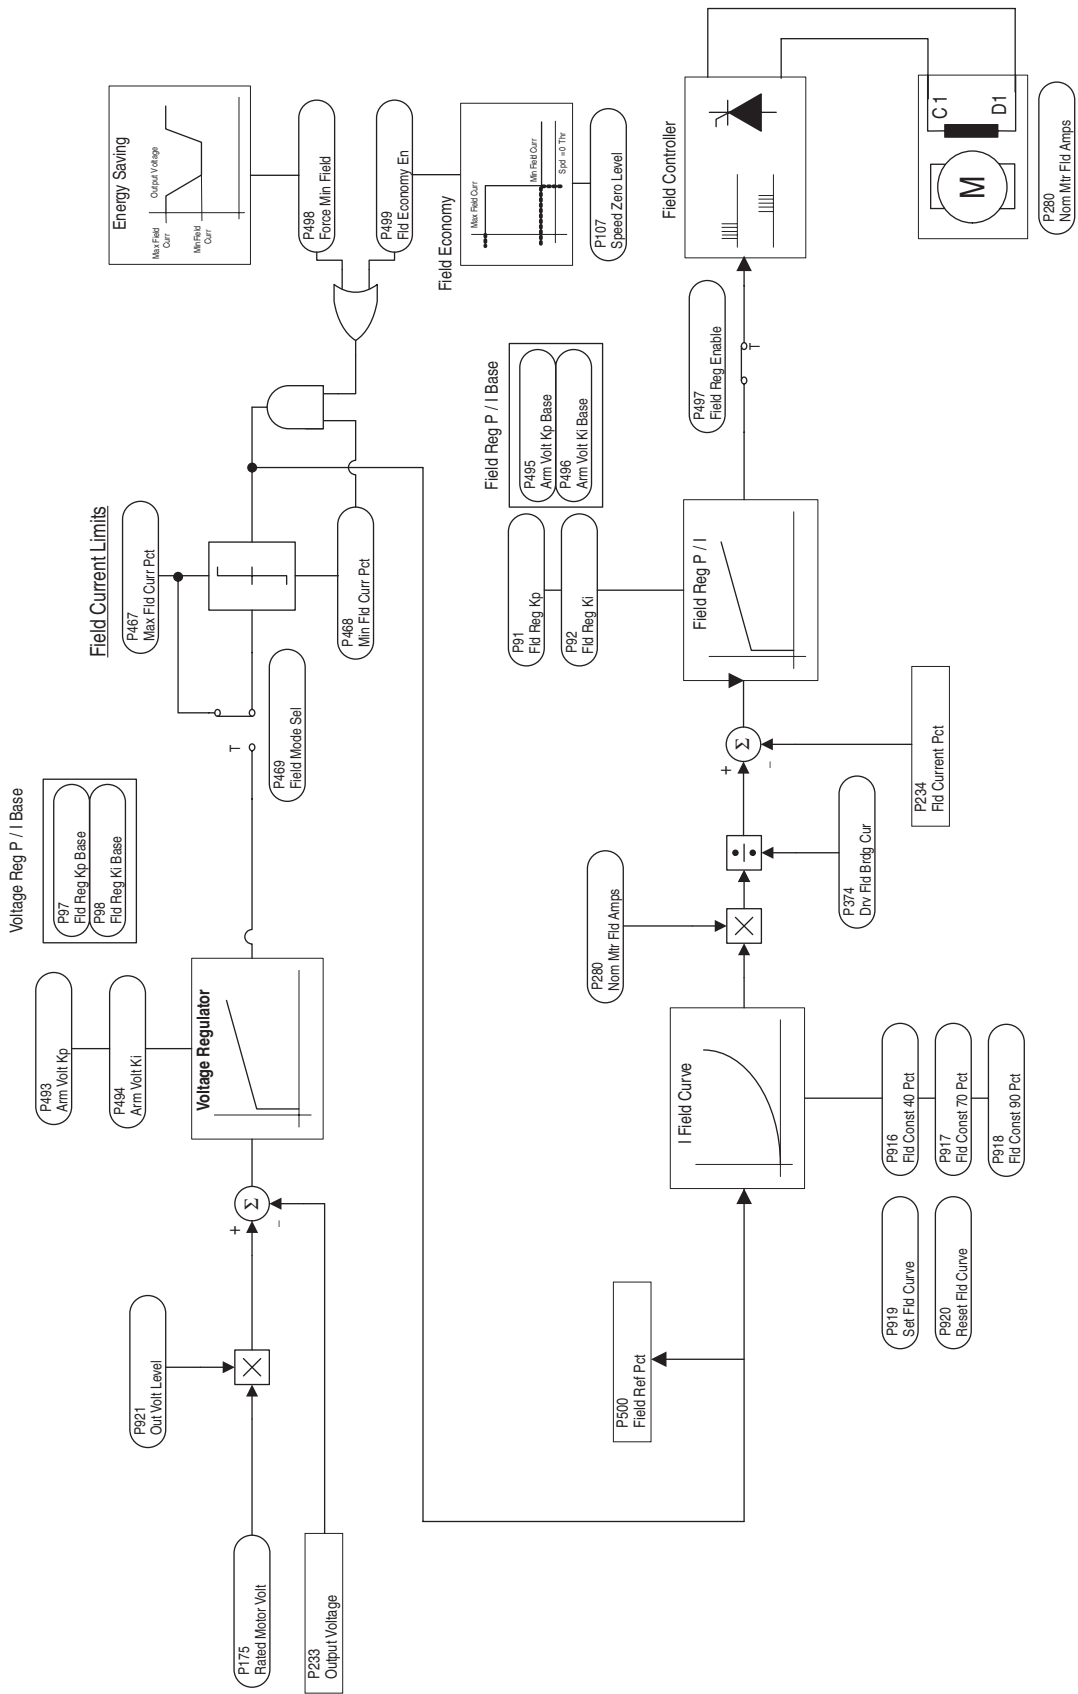 Voltage Reg P / I Base
P97
Fld Reg Kp Base
P98
Fld Reg Ki Base
P493
Arm Volt Kp
P494
Arm Volt Ki
Voltage Regulator
P921
Out Volt Level
P175
Rated Motor Volt
P233
Output Voltage
+
Σ
–
T
P469
Field Mode Sel
Field Current Limits
P467
Max Fld Curr Pct
P468
Min Fld Curr Pct
Energy Saving
Max Field
Curr
Output Voltage
Min Field
Curr
P498
Force Min Field
P499
Fld Economy En
Field Economy
Max Field Curr
Min Field Curr
Spd =0 Thr
P107
Speed Zero Level
P500
Field Ref Pct
I Field Curve
P916
Fld Const 40 Pct
P917
Fld Const 70 Pct
P918
Fld Const 90 Pct
P919
Set Fld Curve
P920
Reset Fld Curve
P280
Nom Mtr Fld Amps
P374
Drv Fld Brdg Cur
+
Σ
–
P234
Fld Current Pct
Field Reg P / I Base
P495
Arm Volt Kp Base
P496
Arm Volt Ki Base
P91
Fld Reg Kp
P92
Fld Reg Ki
Field Reg P / I
P497
Field Reg Enable
T
Field Controller
C1
D1
M
P280
Nom Mtr Fld Amps